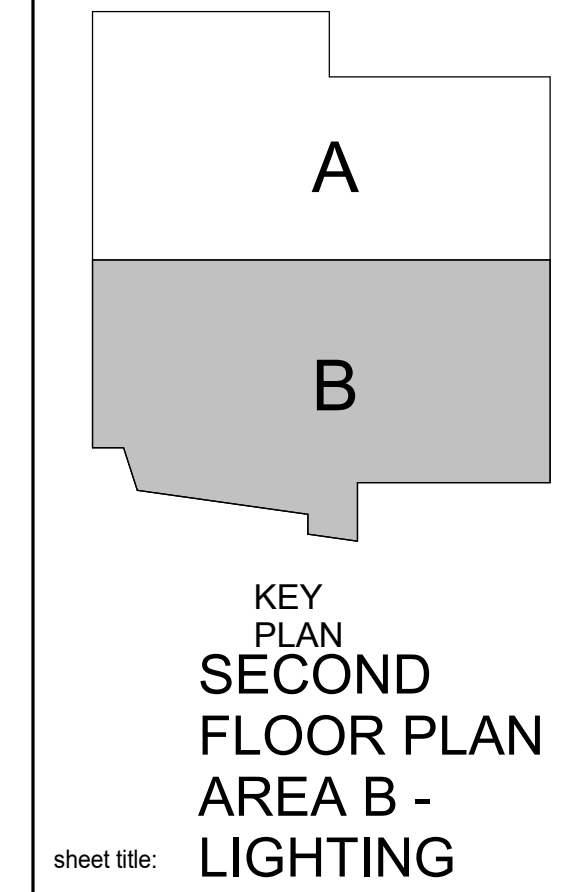 A
B
KEY
PLAN
SECOND
FLOOR PLAN
AREA B -
sheet title: LIGHTING